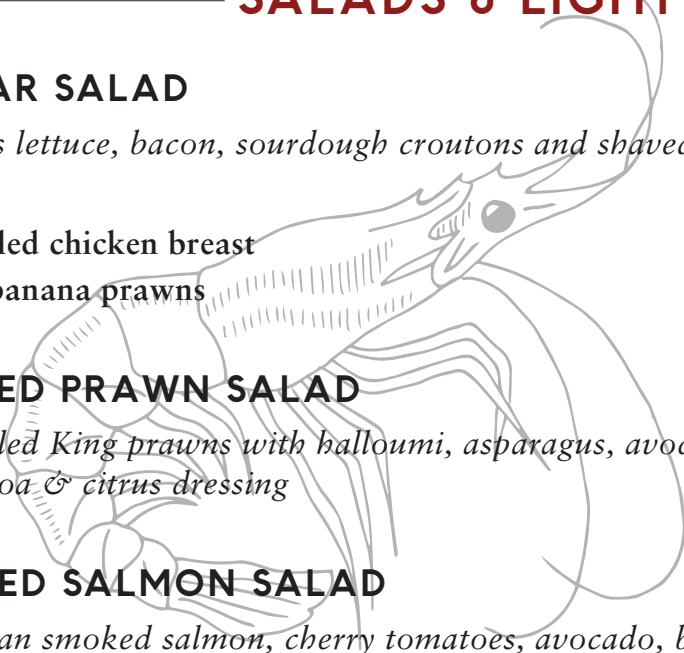 SALADS & LIGHT
AR SALAD
s lettuce, bacon, sourdough croutons and shaved
led chicken breast
banana prawns
ED PRAWN SALAD
led King prawns with halloumi, asparagus, avoc
oa & citrus dressing
ED SALMON SALAD
an smoked salmon, cherry tomatoes, avocado, b